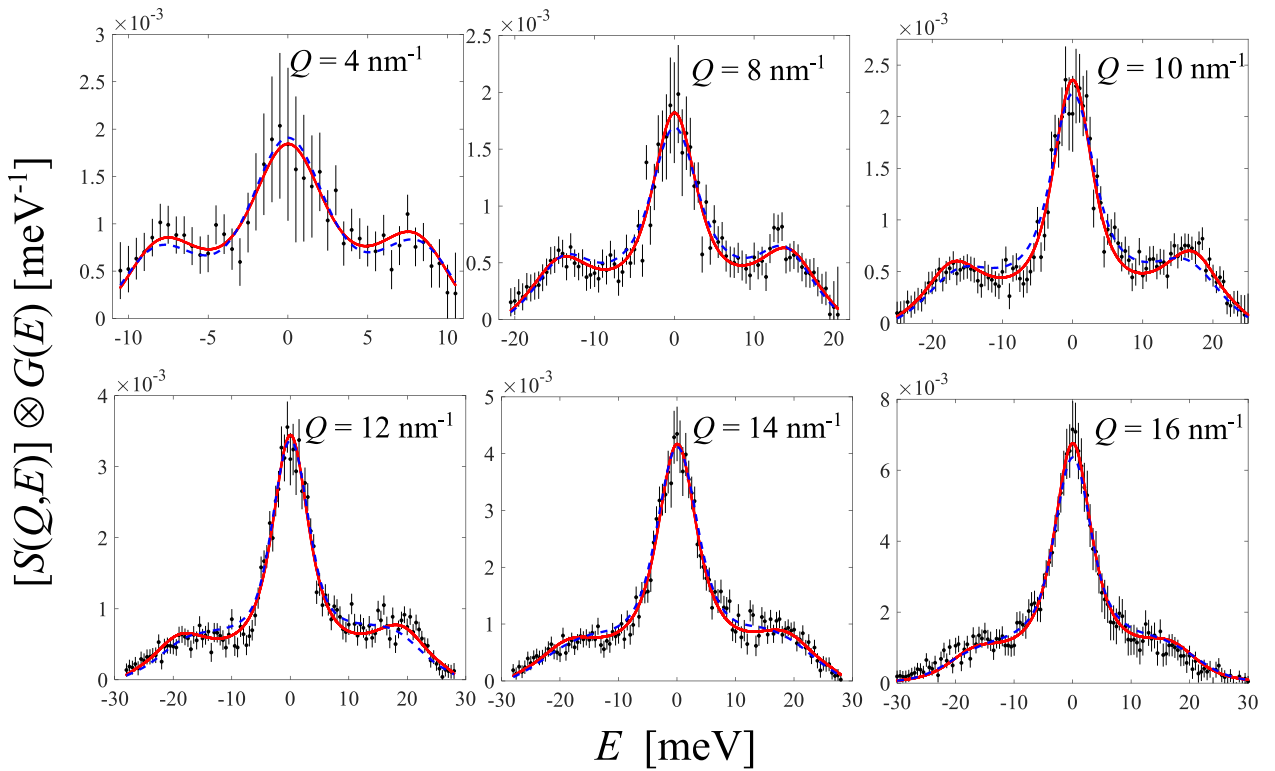 [S(Q,E)] ⊗ G(E) [meV⁻¹]
×10⁻³
Q = 4 nm⁻¹
3
2.5
2
1.5
1
0.5
0
-10 -5 0 5 10
×10⁻³
Q = 8 nm⁻¹
2.5
2
1.5
1
0.5
0
-20 -10 0 10 20
×10⁻³
Q = 10 nm⁻¹
2.5
2
1.5
1
0.5
0
-20 -10 0 10 20
×10⁻³
Q = 12 nm⁻¹
4
3
2
1
0
-30 -20 -10 0 10 20 30
×10⁻³
Q = 14 nm⁻¹
5
4
3
2
1
0
-30 -20 -10 0 10 20 30
×10⁻³
Q = 16 nm⁻¹
8
6
4
2
0
-30 -20 -10 0 10 20 30
E [meV]